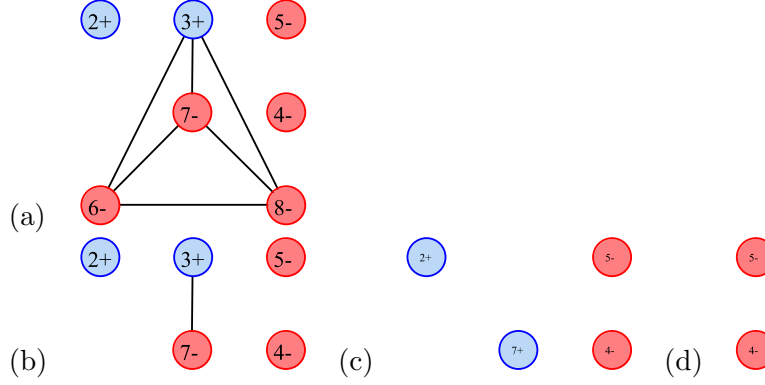 2+ 3+ 5-
7- 4-
(a) 6- 8-
2+ 3+ 5- 2+ 5- 5-
(b) 7- 4- (c) 7+ 4- (d) 4-